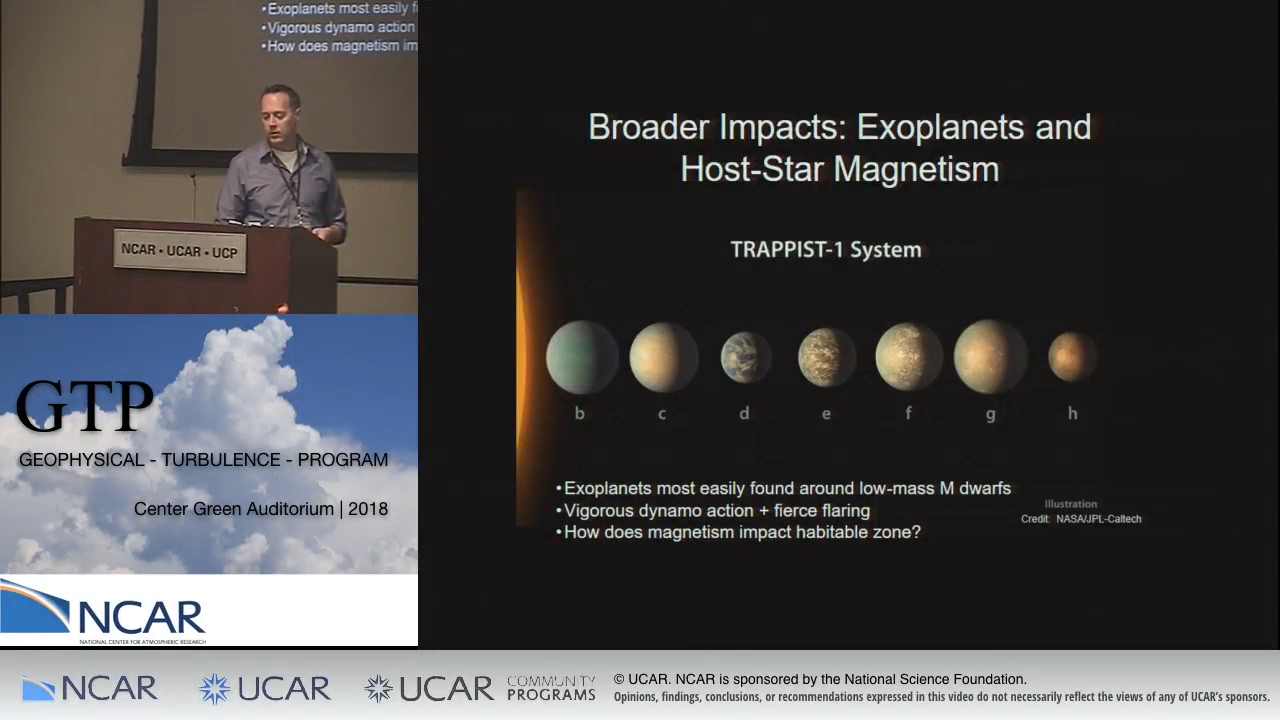 •Exoplanets most easily f
•Vigorous dynamo action
•How does magnetism im
NCAR • UCAR • UCP
GTP
GEOPHYSICAL - TURBULENCE - PROGRAM
Center Green Auditorium | 2018
NCAR
NATIONAL CENTER FOR ATMOSPHERIC RESEARCH
Broader Impacts: Exoplanets and
Host-Star Magnetism
TRAPPIST-1 System
b c d e f g h
•Exoplanets most easily found around low-mass M dwarfs
•Vigorous dynamo action + fierce flaring
•How does magnetism impact habitable zone?
Illustration
Credit: NASA/JPL-Caltech
NCAR
UCAR
UCAR
COMMUNITY
PROGRAMS
© UCAR. NCAR is sponsored by the National Science Foundation.
Opinions, findings, conclusions, or recommendations expressed in this video do not necessarily reflect the views of any of UCAR's sponsors.